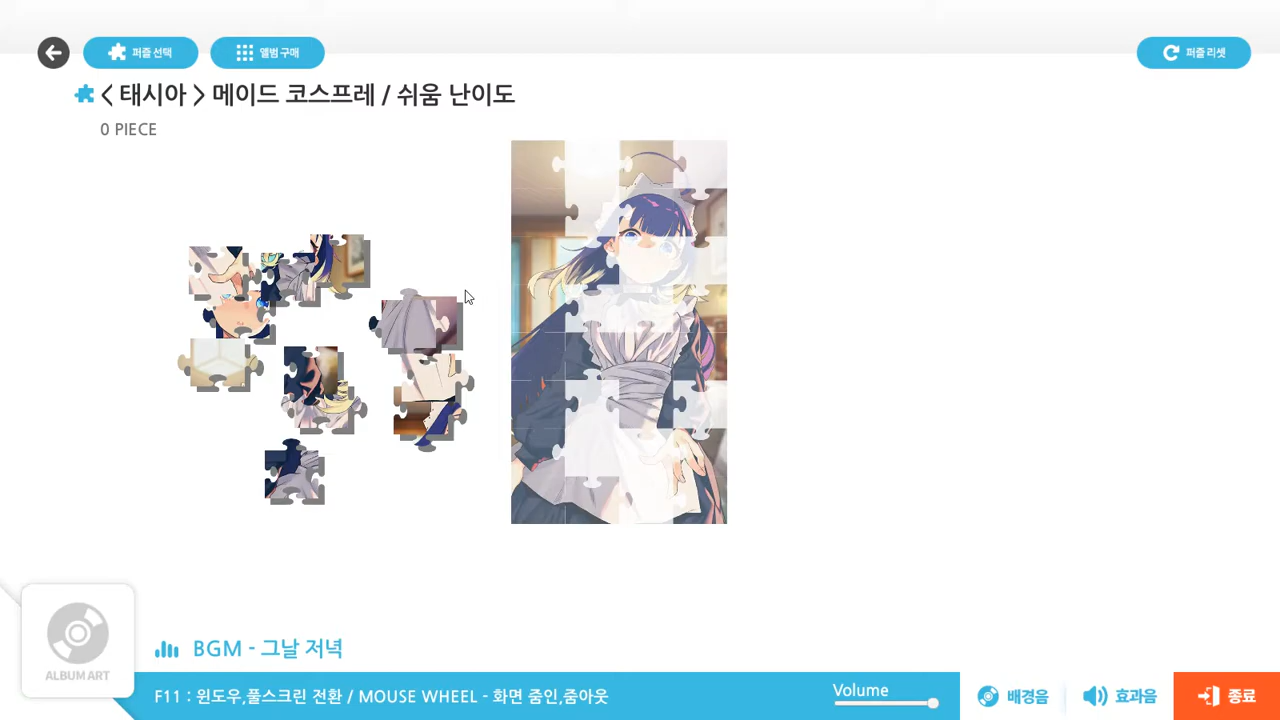 퍼즐 선택
앨범 구매
퍼즐 리셋
< 태시아 > 메이드 코스프레 / 쉬움 난이도
0 PIECE
BGM - 그날 저녁
ALBUM ART
F11 : 윈도우,풀스크린 전환 / MOUSE WHEEL - 화면 줌인,줌아웃
Volume
배경음
효과음
종료